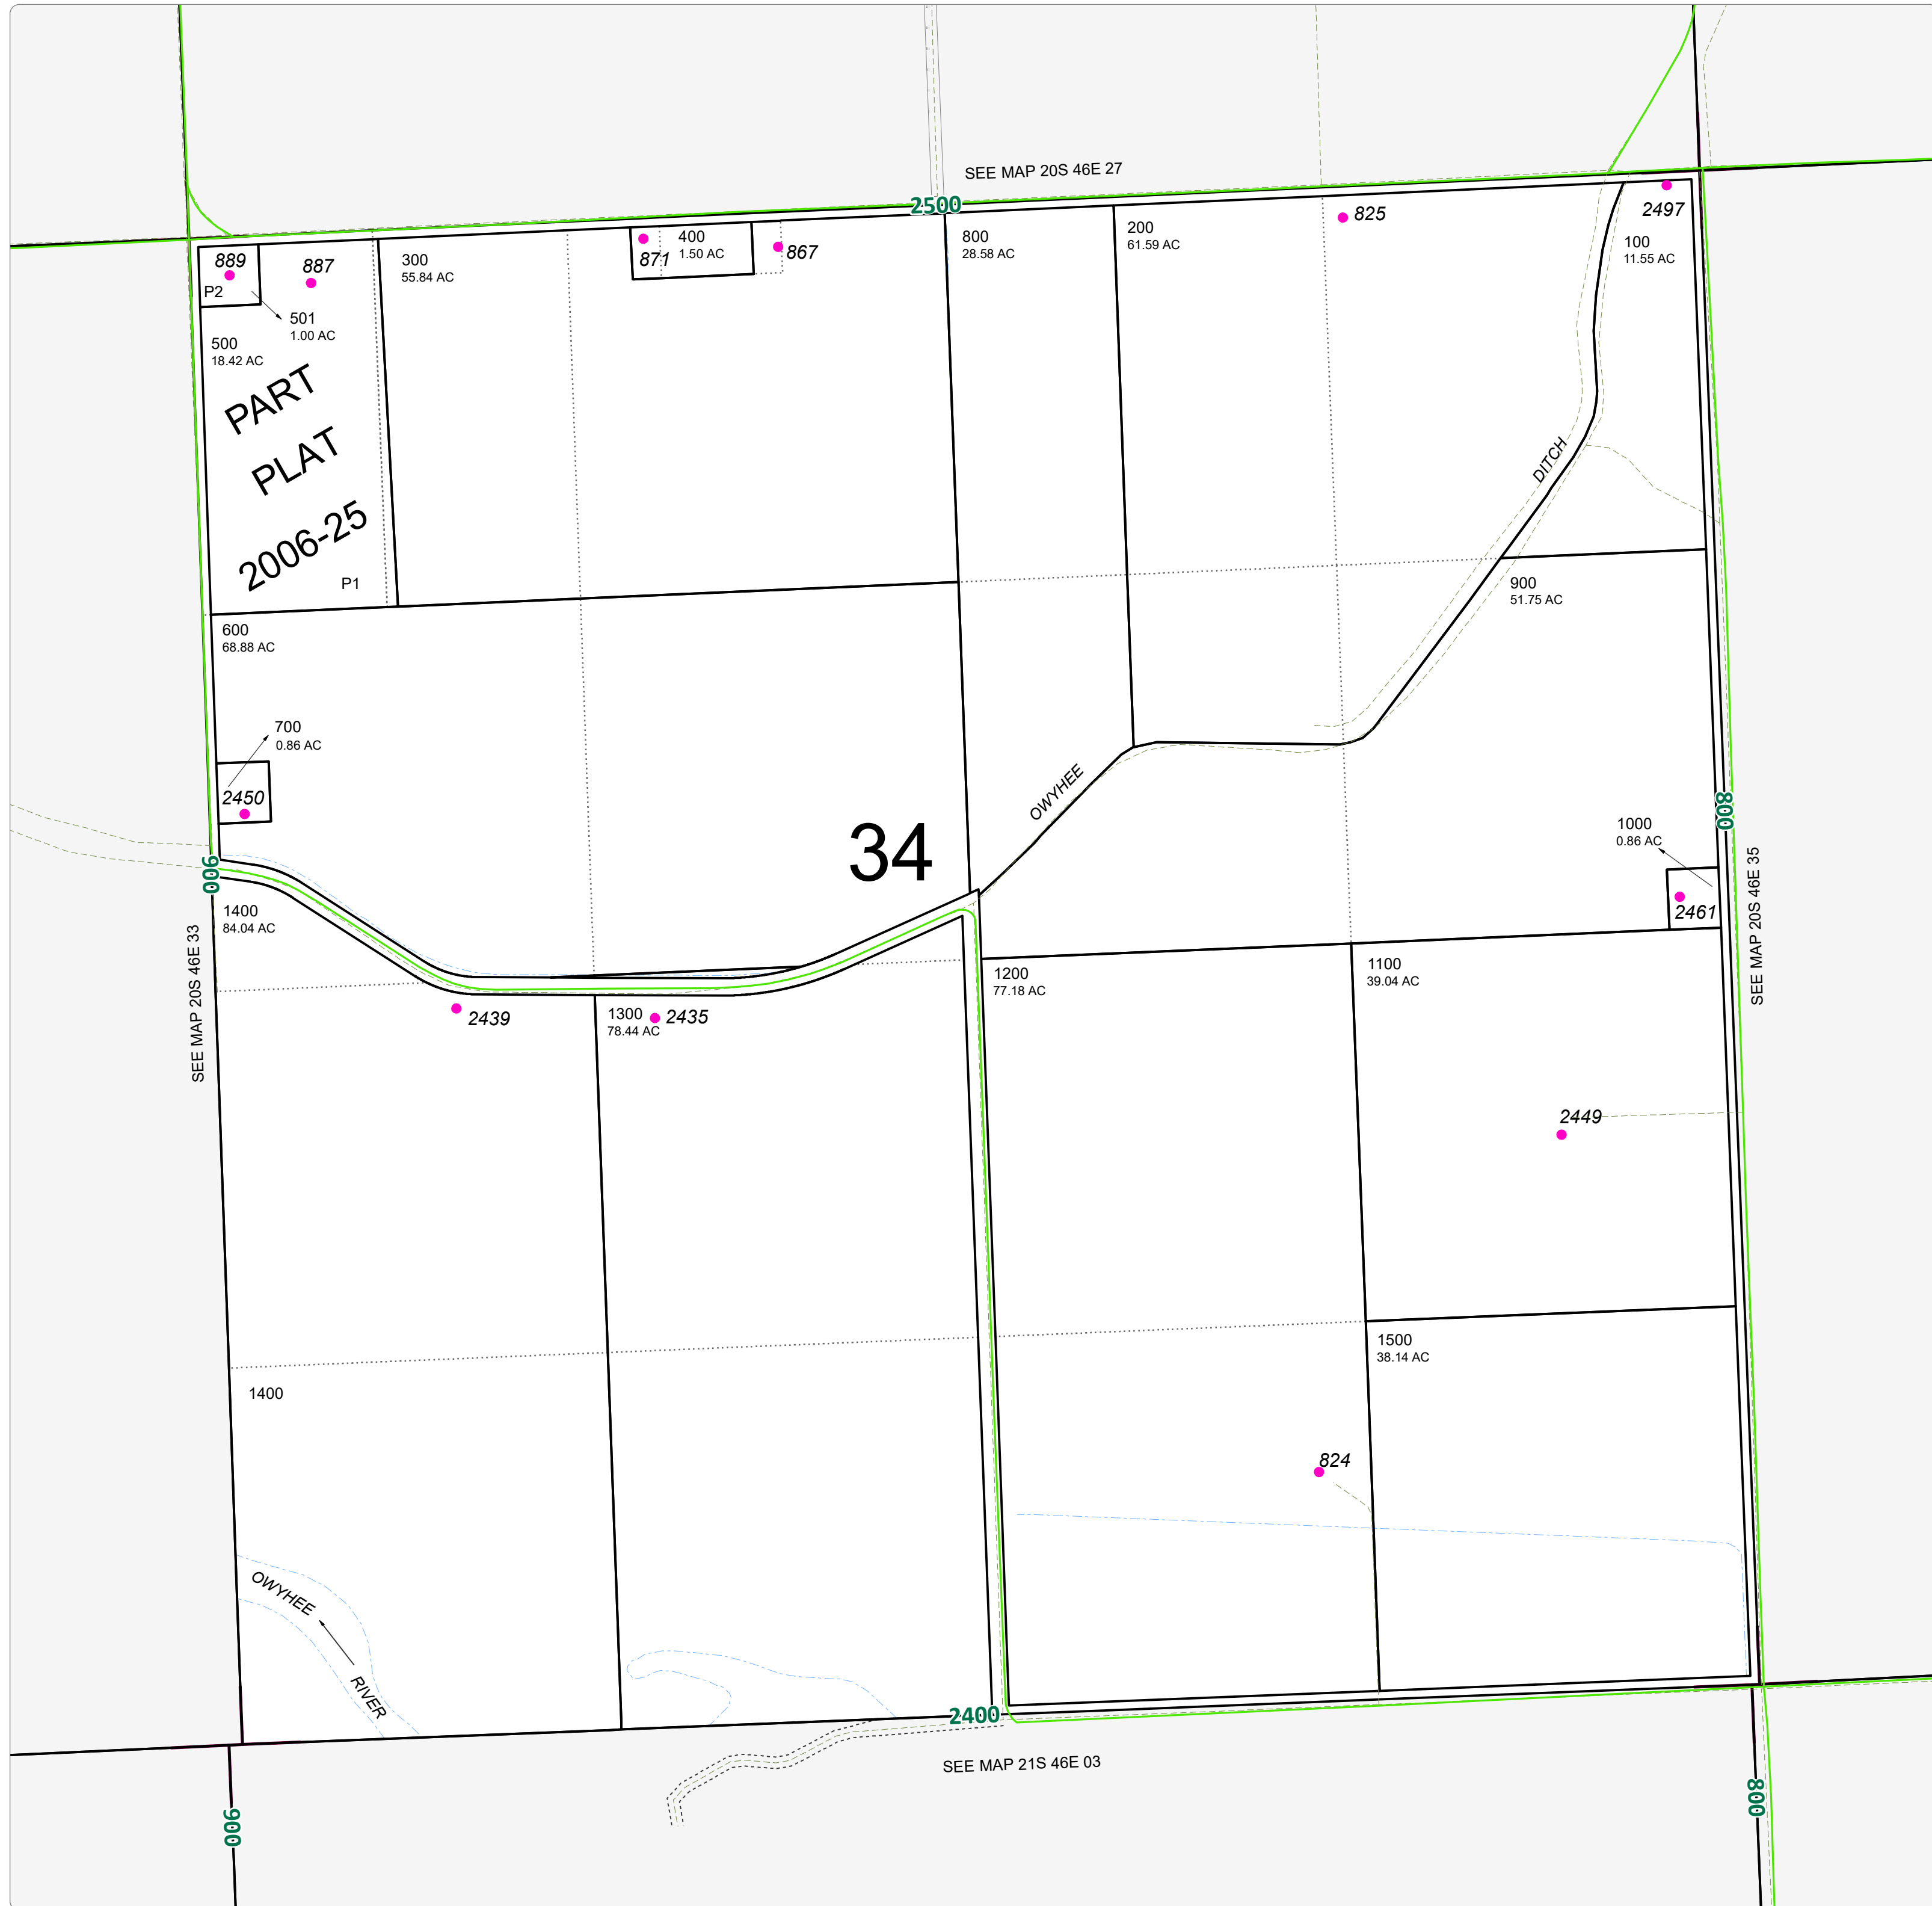 SEE MAP 20S 46E 27
2500
889
P2
887
501
1.00 AC
500
18.42 AC
PART
PLAT
2006-25
P1
300
55.84 AC
871
400
1.50 AC
867
800
28.58 AC
200
61.59 AC
825
2497
100
11.55 AC
DITCH
900
51.75 AC
600
68.88 AC
700
0.86 AC
2450
34
OWYHEE
800
1000
0.86 AC
2461
SEE MAP 20S 46E 35
900
1400
84.04 AC
SEE MAP 20S 46E 33
2439
1300
78.44 AC
2435
1200
77.18 AC
1100
39.04 AC
2449
1400
1500
38.14 AC
824
OWYHEE
RIVER
2400
SEE MAP 21S 46E 03
900
800